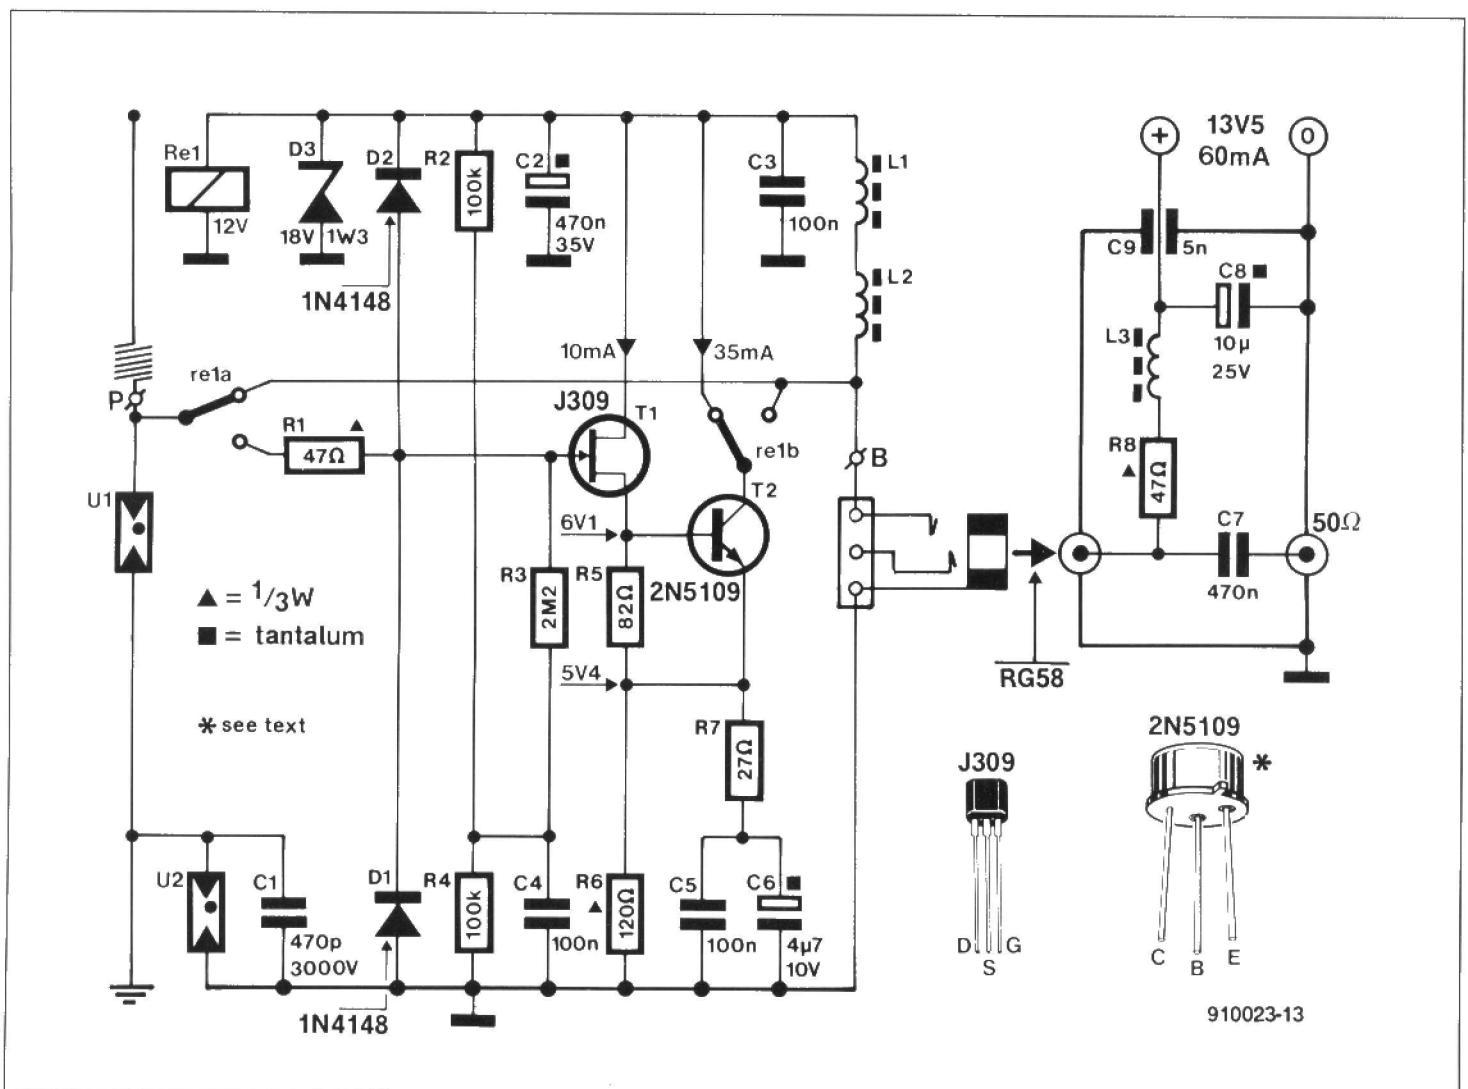 13V5
60mA
+
0
Re1
12V
D3
18V 1W3
D2
1N4148
R2
100k
C2
470n
35V
C3
100n
L1
L2
C9
5n
C8
10µ
25V
L3
re1a
P
10mA
35mA
J309
T1
re1b
B
R1
47Ω
R8
47Ω
T2
U1
6V1
2N5109
C7
470n
50Ω
R3
2M2
R5
82Ω
▲ = 1/3W
■ = tantalum
5V4
RG58
* see text
R7
27Ω
2N5109
*
J309
U2
C1
470p
3000V
D1
1N4148
R4
100k
C4
100n
R6
120Ω
C5
100n
C6
4µ7
10V
D G
S
C B E
910023-13